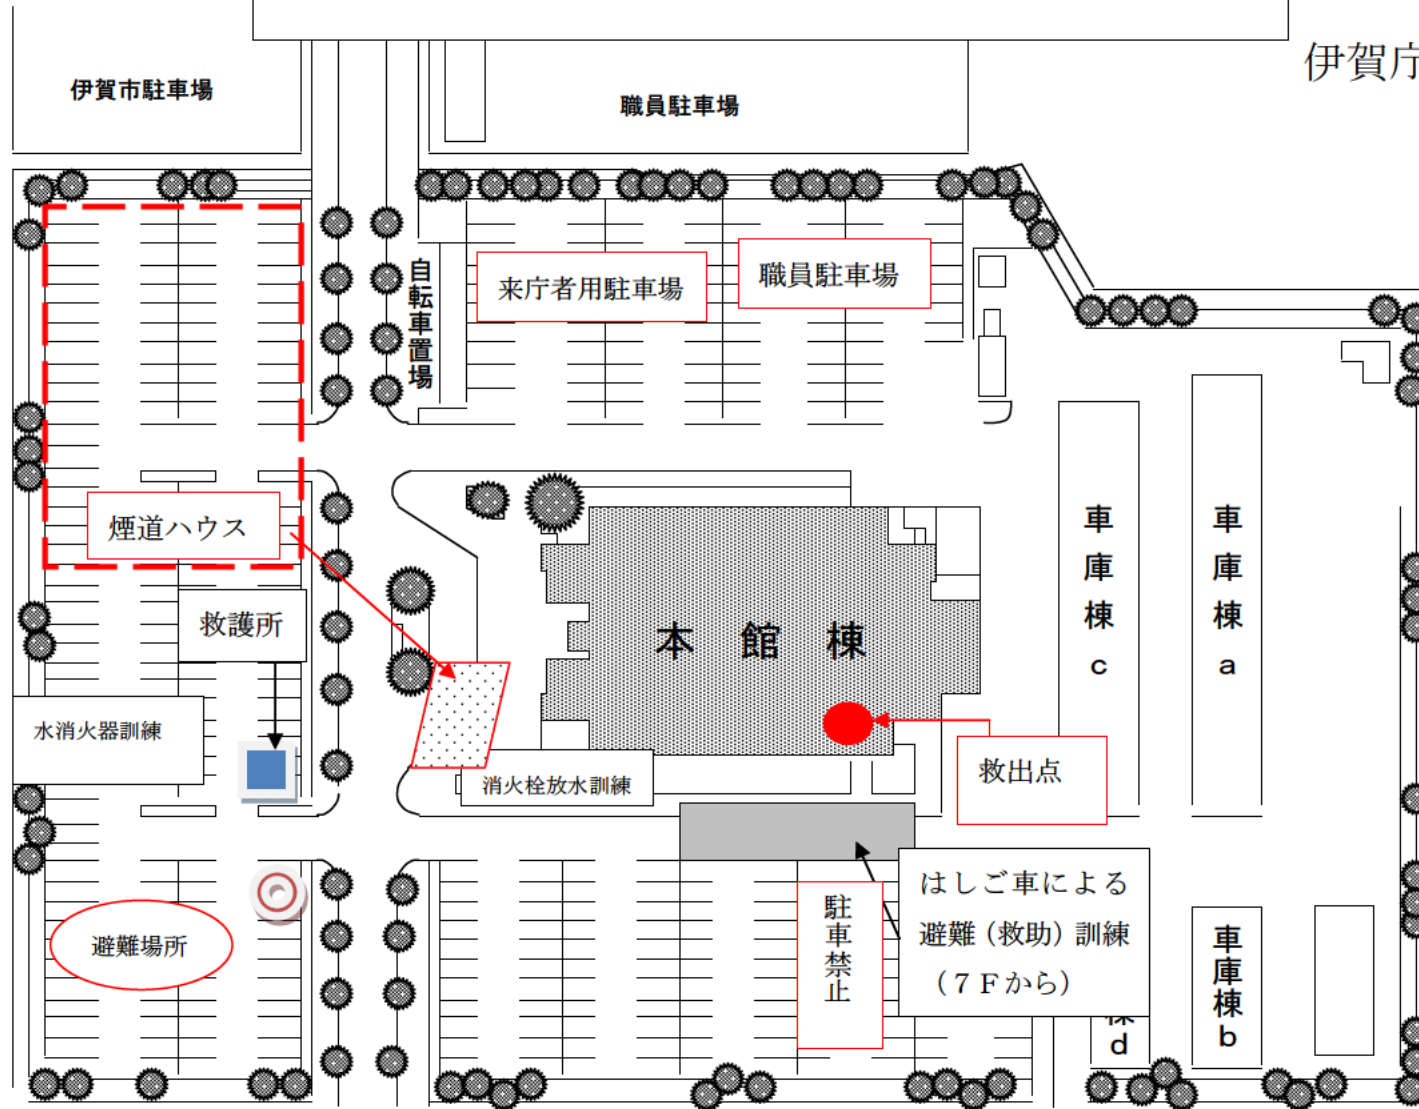 伊賀庁
伊賀市駐車場
職員駐車場
自転車置場
来庁者用駐車場
職員駐車場
煙道ハウス
救護所
水消火器訓練
消火栓放水訓練
本館棟
救出点
車庫棟c
車庫棟a
はしご車による
避難(救助)訓練
(7Fから)
駐車禁止
避難場所
車庫棟b
棟d